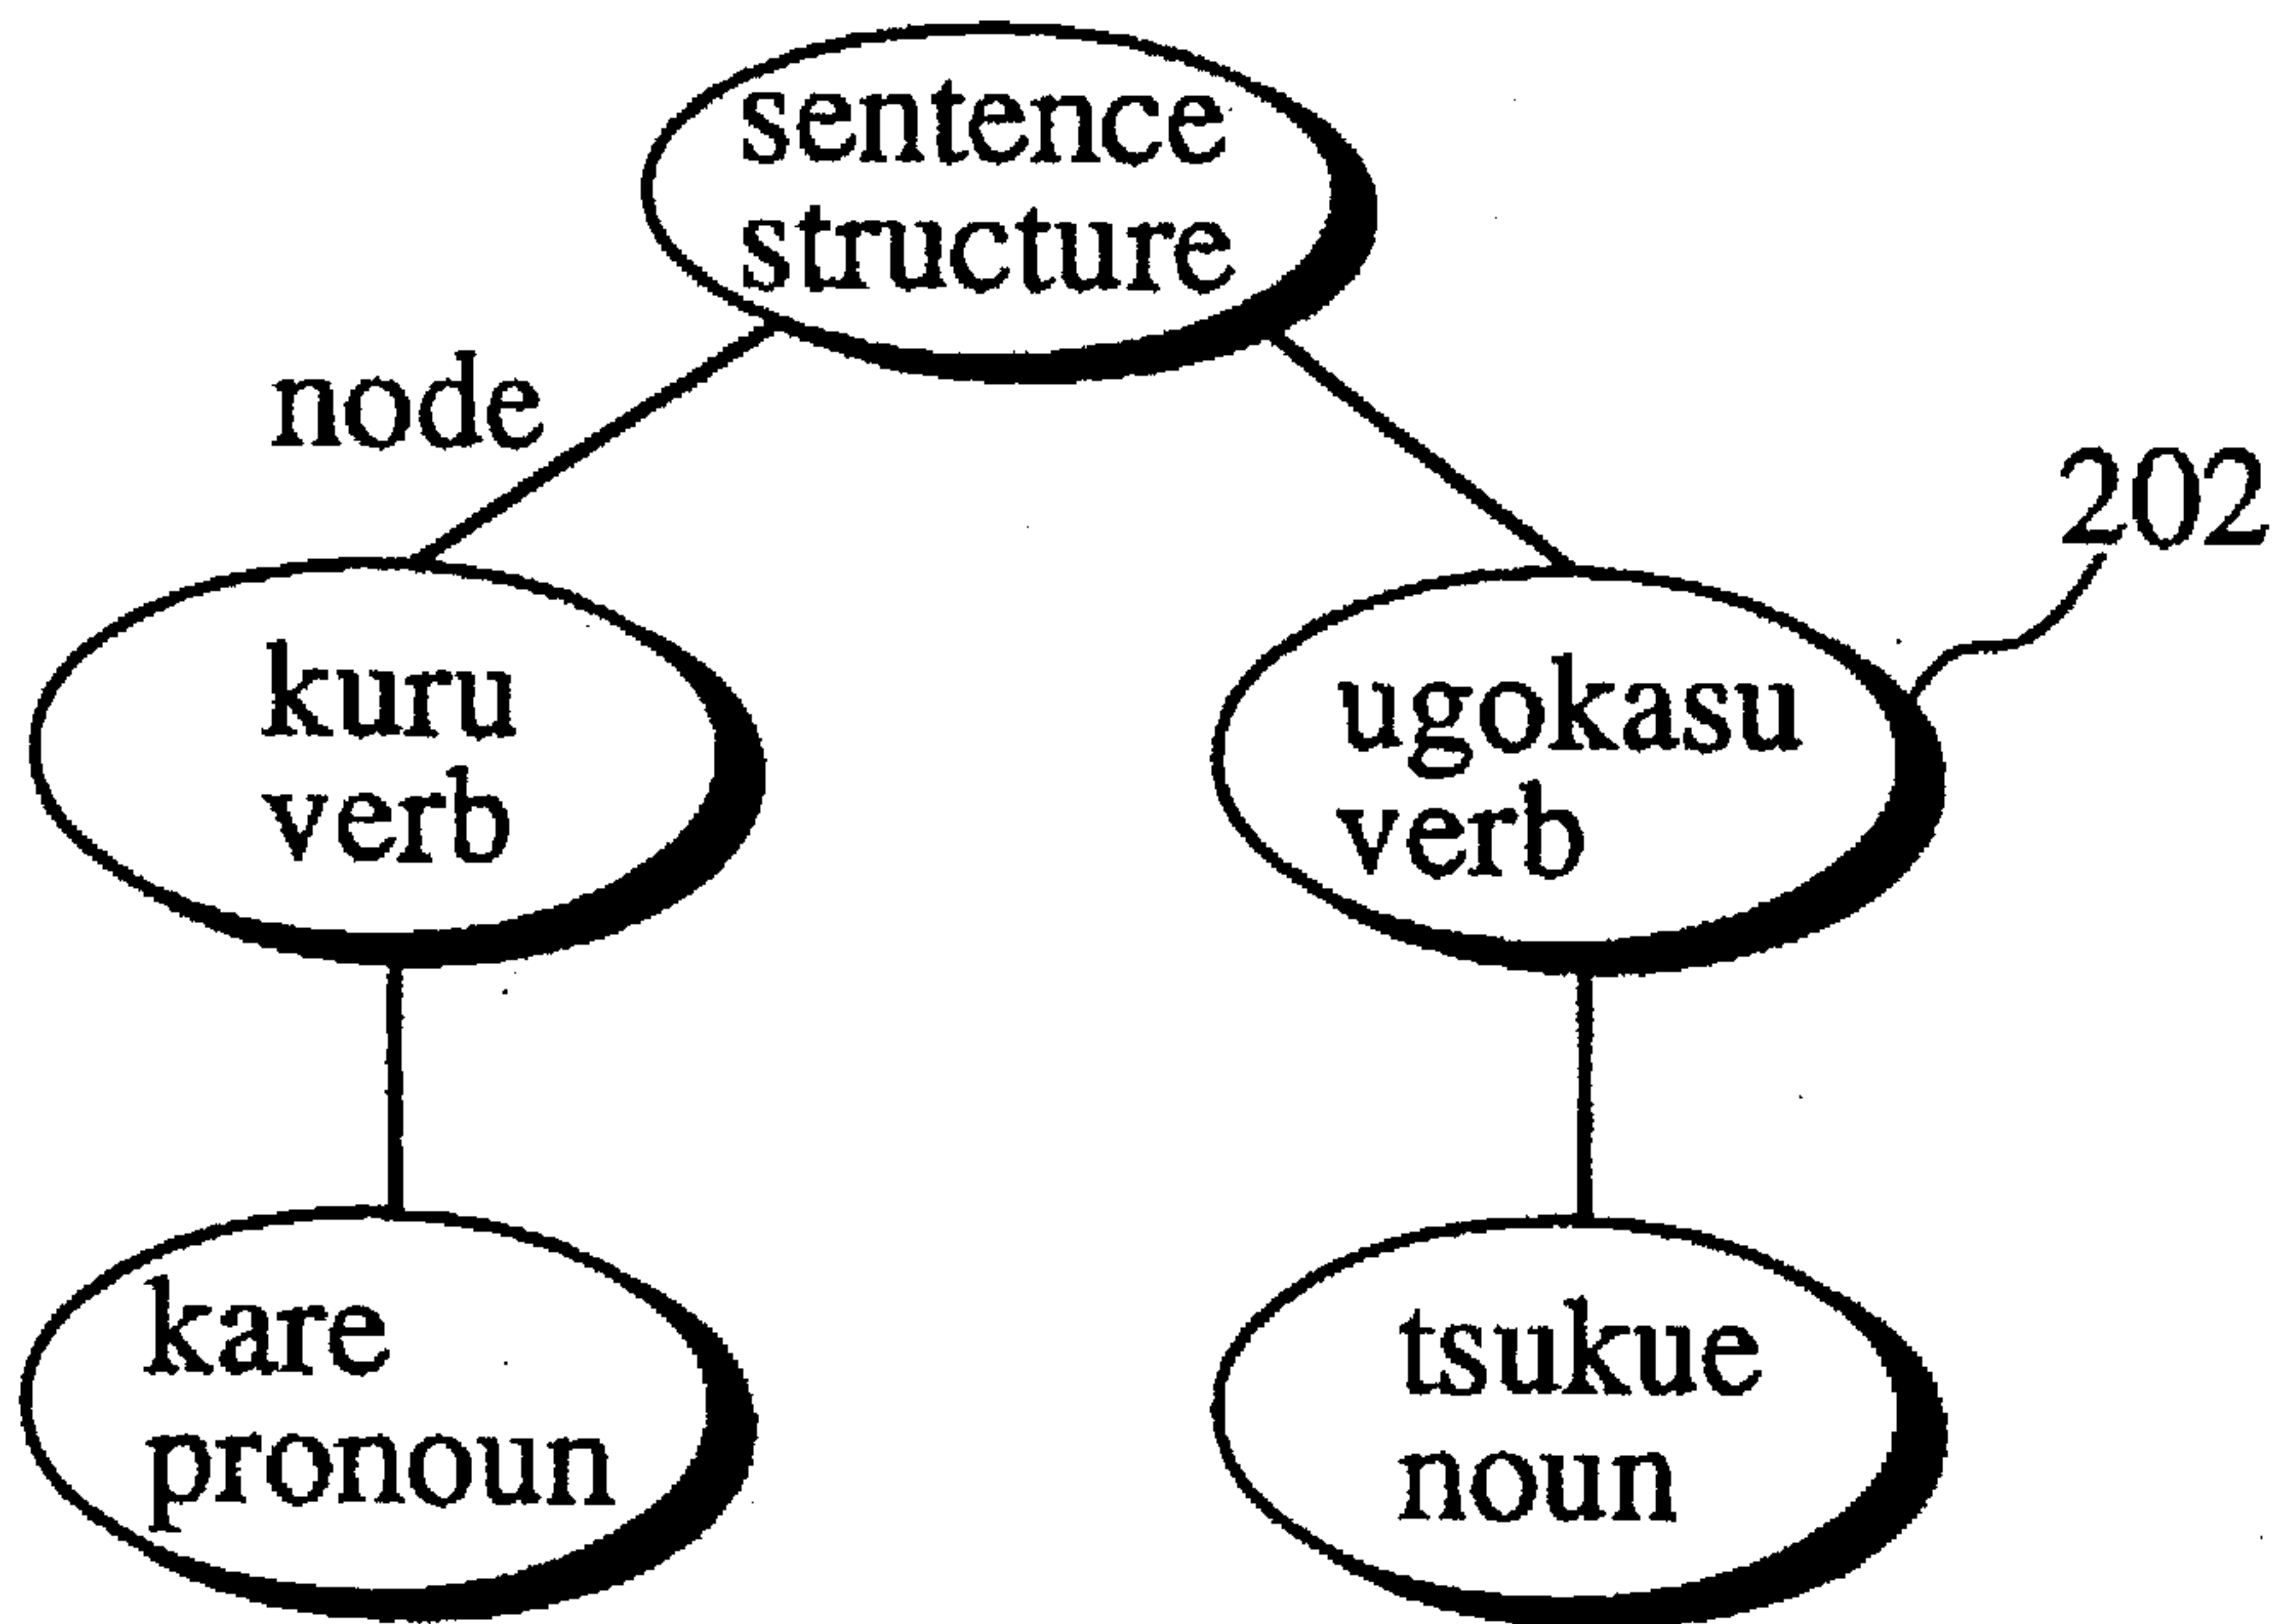 sentence
structure
node
202
kuru
verb
ugokasu
verb
kare
pronoun
tsukue
noun